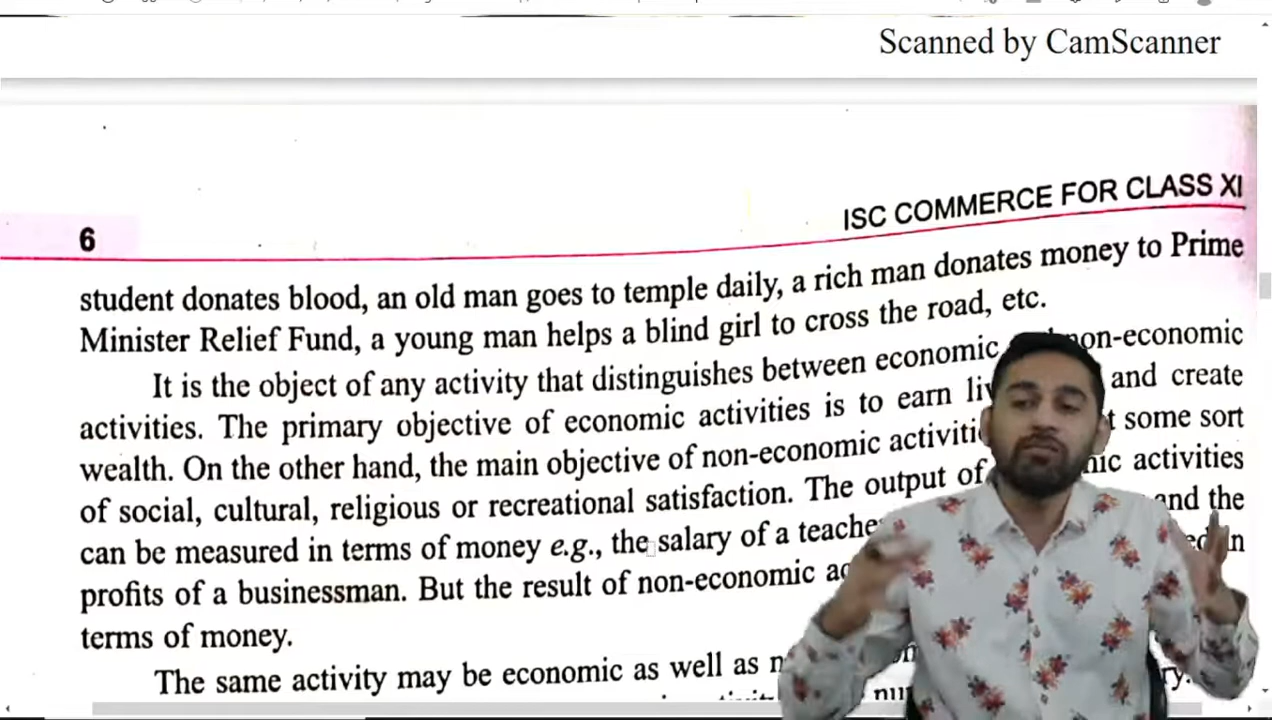 Scanned by CamScanner
ISC COMMERCE FOR CLASS XI
6
student donates blood, an old man goes to temple daily, a rich man donates money to Prime
Minister Relief Fund, a young man helps a blind girl to cross the road, etc.
It is the object of any activity that distinguishes between economic non-economic
activities. The primary objective of economic activities is to earn and create
wealth. On the other hand, the main objective of non-economic some sort
of social, cultural, religious or recreational satisfaction. The output of activities
can be measured in terms of money e.g., the salary of a and the
profits of a businessman. But the result of non-economic in
terms of money.
The same activity may be economic as well as